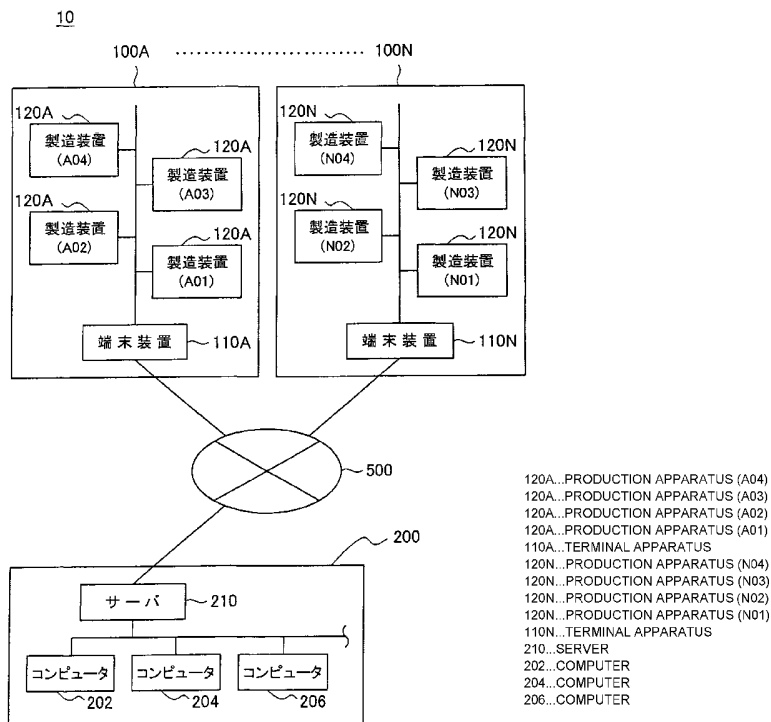 10
100A
100N
120A
製造装置
(A04)
120A
製造装置
(A03)
120A
製造装置
(A02)
120A
製造装置
(A01)
端末装置
110A
120N
製造装置
(N04)
120N
製造装置
(N03)
120N
製造装置
(N02)
120N
製造装置
(N01)
端末装置
110N
500
200
サーバ
210
コンピュータ
202
コンピュータ
204
コンピュータ
206
120A...PRODUCTION APPARATUS (A04)
120A...PRODUCTION APPARATUS (A03)
120A...PRODUCTION APPARATUS (A02)
120A...PRODUCTION APPARATUS (A01)
110A...TERMINAL APPARATUS
120N...PRODUCTION APPARATUS (N04)
120N...PRODUCTION APPARATUS (N03)
120N...PRODUCTION APPARATUS (N02)
120N...PRODUCTION APPARATUS (N01)
110N...TERMINAL APPARATUS
210...SERVER
202...COMPUTER
204...COMPUTER
206...COMPUTER